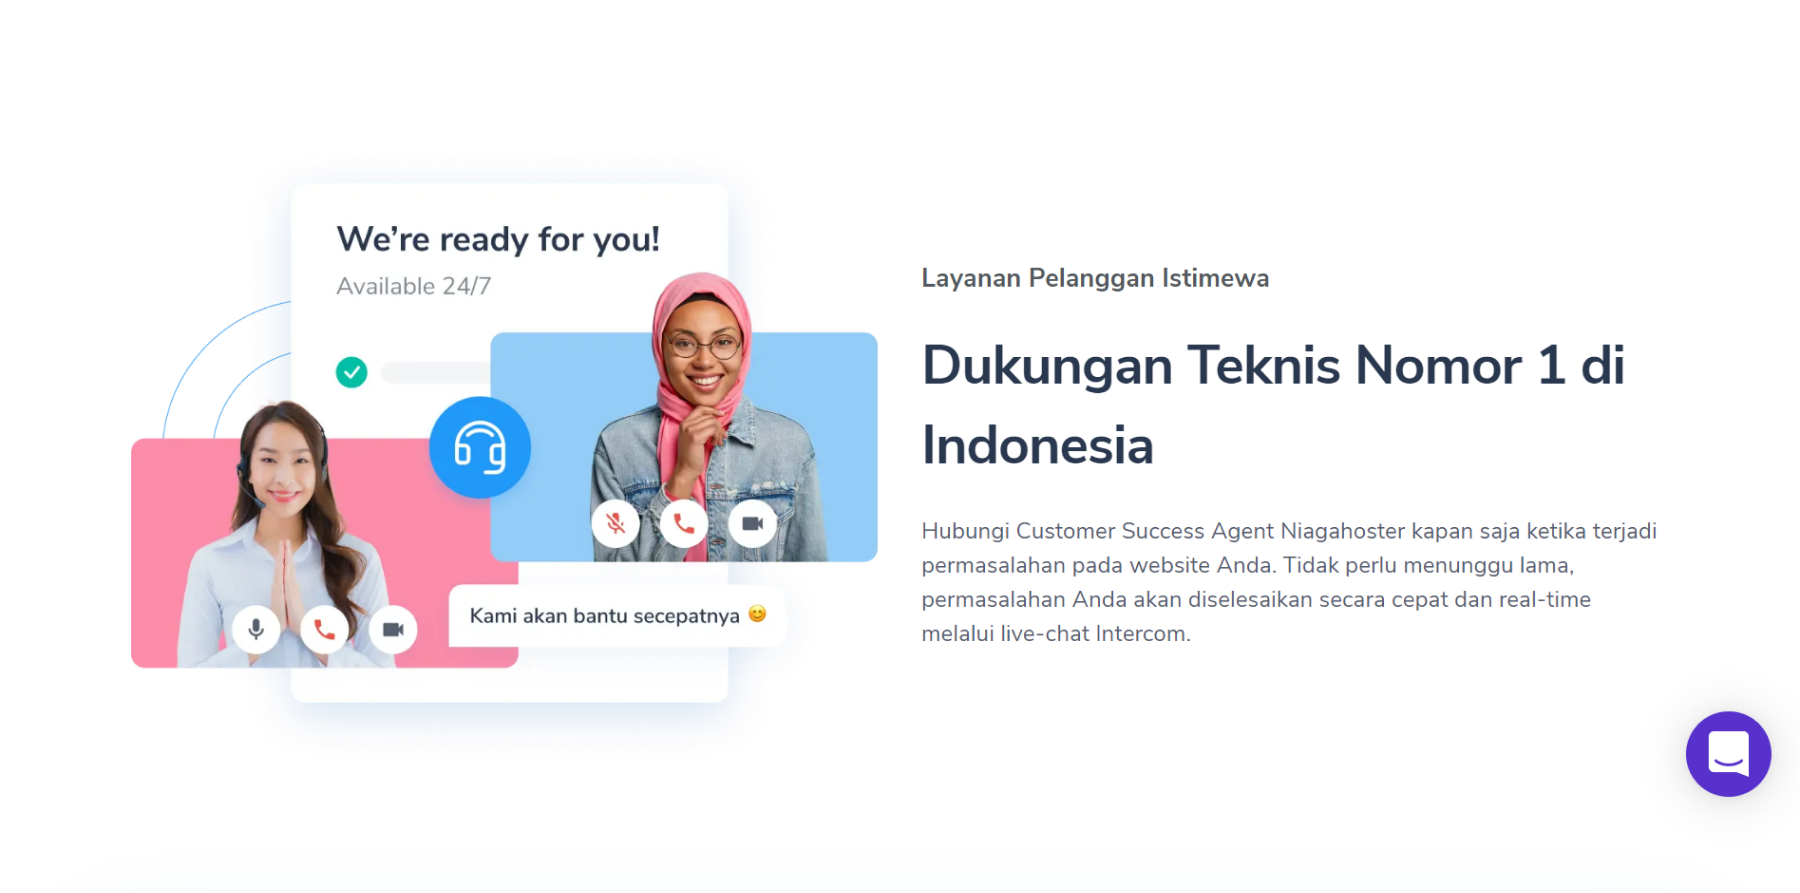 We're ready for you!
Available 24/7
Kami akan bantu secepatnya 😊
Layanan Pelanggan Istimewa
Dukungan Teknis Nomor 1 di
Indonesia
Hubungi Customer Success Agent Niagahoster kapan saja ketika terjadi
permasalahan pada website Anda. Tidak perlu menunggu lama,
permasalahan Anda akan diselesaikan secara cepat dan real-time
melalui live-chat Intercom.